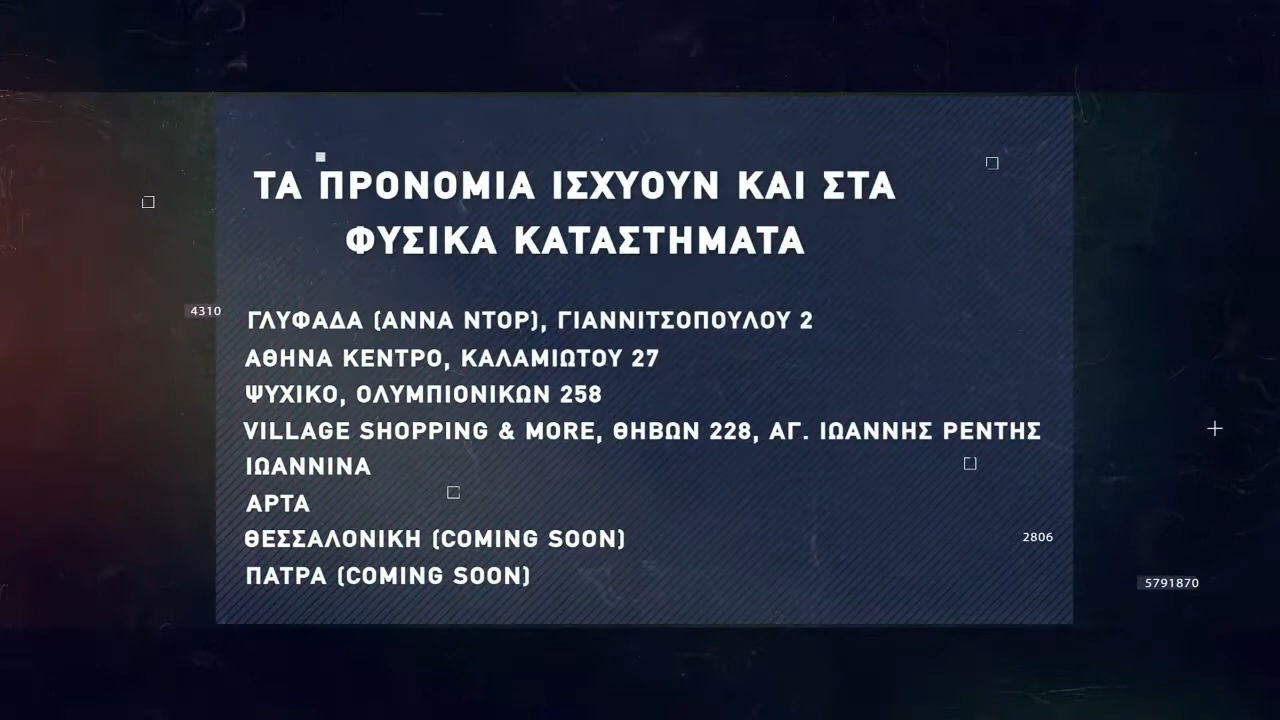 ΤΑ ΠΡΟΝΟΜΙΑ ΙΣΧΥΟΥΝ ΚΑΙ ΣΤΑ
ΦΥΣΙΚΑ ΚΑΤΑΣΤΗΜΑΤΑ
4310
ΓΛΥΦΑΔΑ (ΑΝΝΑ ΝΤΟΡ), ΓΙΑΝΝΙΤΣΟΠΟΥΛΟΥ 2
ΑΘΗΝΑ ΚΕΝΤΡΟ, ΚΑΛΑΜΙΩΤΟΥ 27
ΨΥΧΙΚΟ, ΟΛΥΜΠΙΟΝΙΚΩΝ 258
VILLAGE SHOPPING & MORE, ΘΗΒΩΝ 228, ΑΓ. ΙΩΑΝΝΗΣ ΡΕΝΤΗΣ
ΙΩΑΝΝΙΝΑ
ΑΡΤΑ
ΘΕΣΣΑΛΟΝΙΚΗ (COMING SOON)
2806
ΠΑΤΡΑ (COMING SOON)
5791870